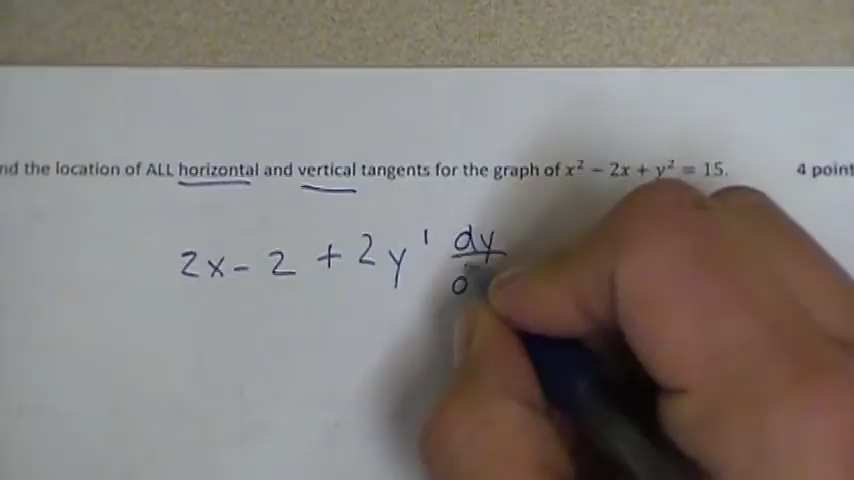 nd the location of ALL horizontal and vertical tangents for the graph of x² − 2x + y² = 15. 4 point
2x - 2 + 2y¹ dy